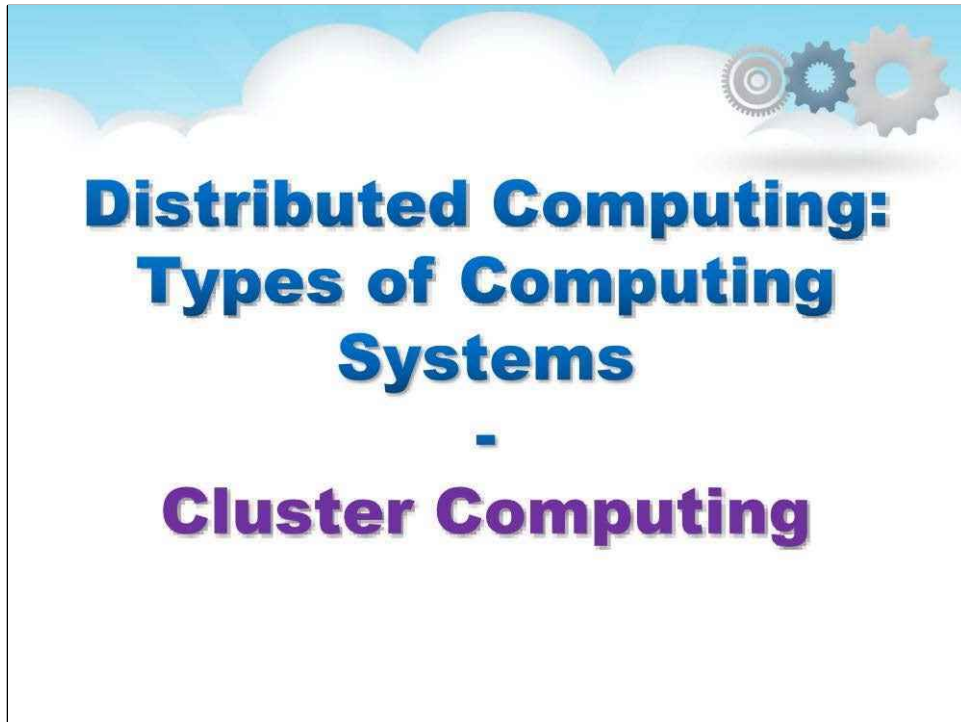 Distributed Computing:
Types of Computing
Systems
-
Cluster Computing